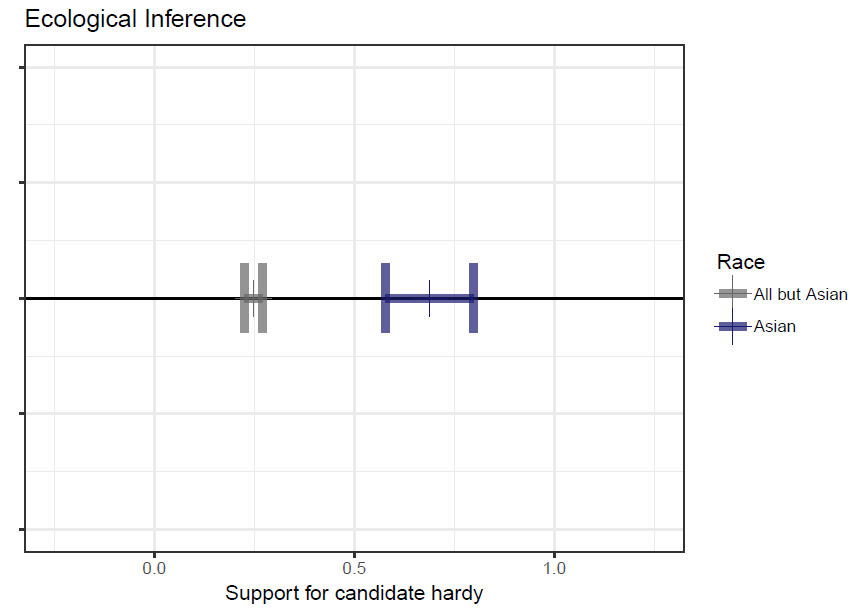 Ecological Inference
Race
All but Asian
Asian
0.0 0.5 1.0
Support for candidate hardy